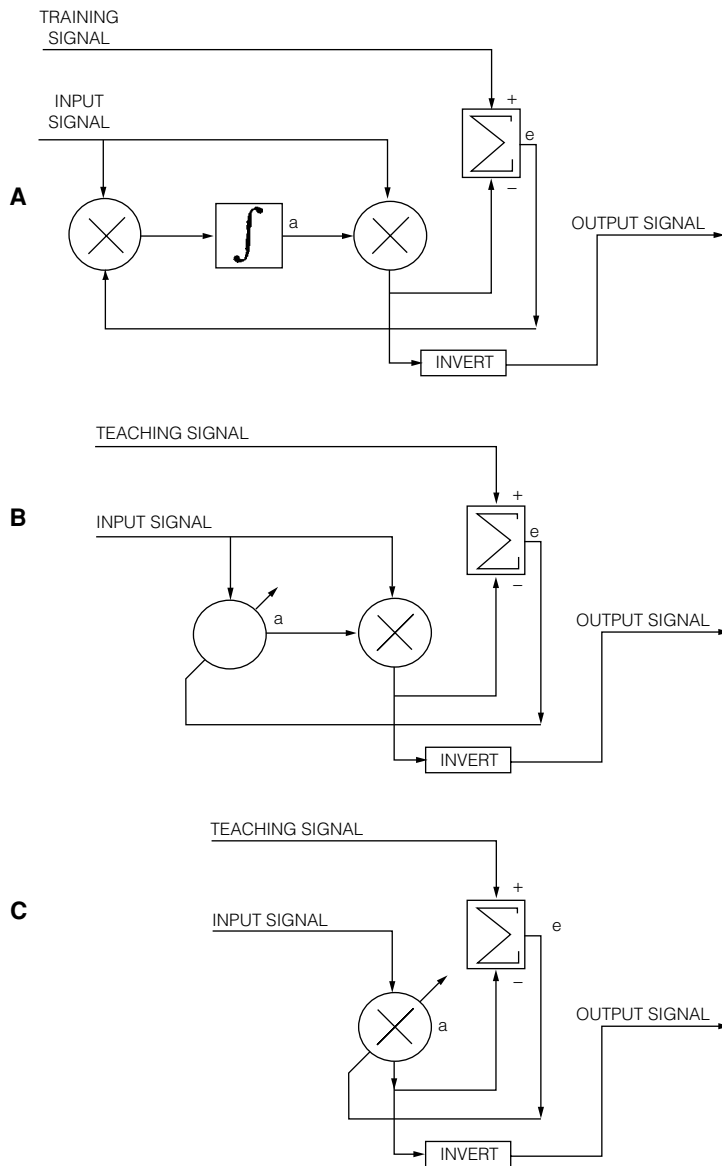 TRAINING
SIGNAL
INPUT
SIGNAL
+
e
−
A
a
OUTPUT SIGNAL
INVERT
TEACHING SIGNAL
+
B
INPUT SIGNAL
e
−
a
OUTPUT SIGNAL
INVERT
TEACHING SIGNAL
+
C
INPUT SIGNAL
e
−
a
OUTPUT SIGNAL
INVERT